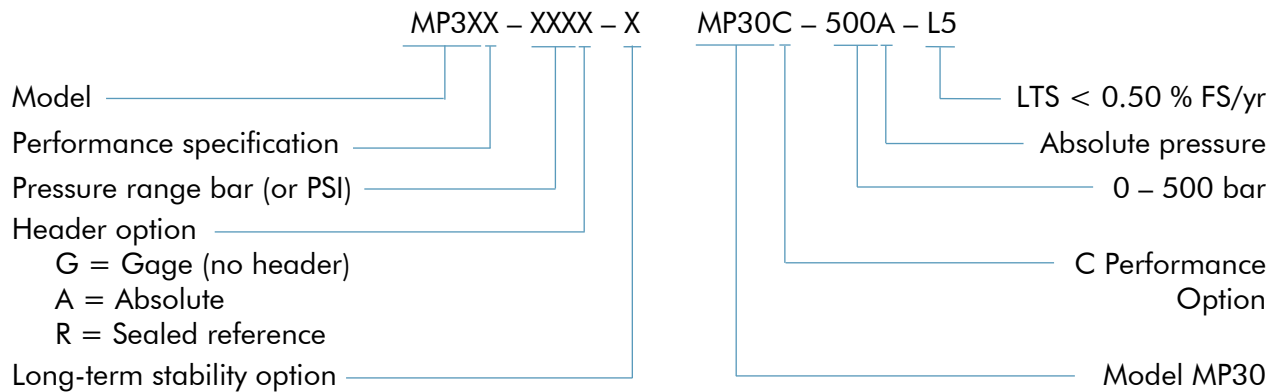 MP3XX – XXXX – X
Model
Performance specification
Pressure range bar (or PSI)
Header option
G = Gage (no header)
A = Absolute
R = Sealed reference
Long-term stability option
MP30C – 500A – L5
LTS < 0.50 % FS/yr
Absolute pressure
0 – 500 bar
C Performance
Option
Model MP30